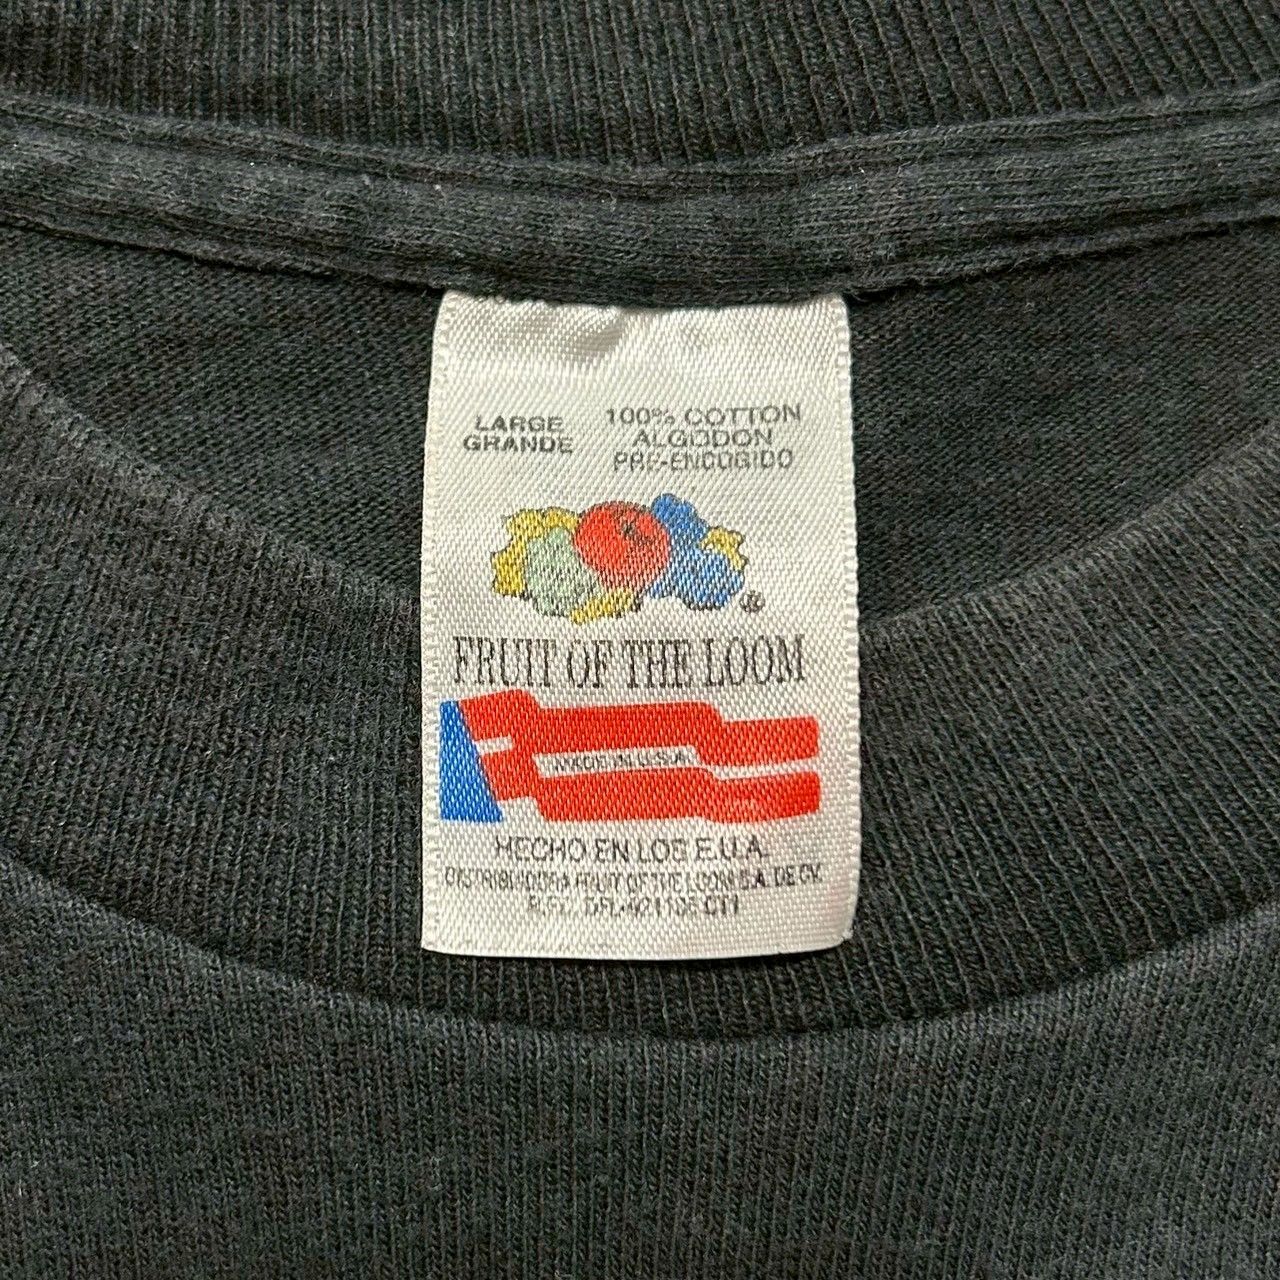 LARGE
GRANDE
100% COTTON
ALGODON
PRE-ENCOGIDO
®
FRUIT OF THE LOOM
MADE IN U.S.A.
HECHO EN LOS E.U.A.
FRUIT OF THE LOOM S.A. DE CV.